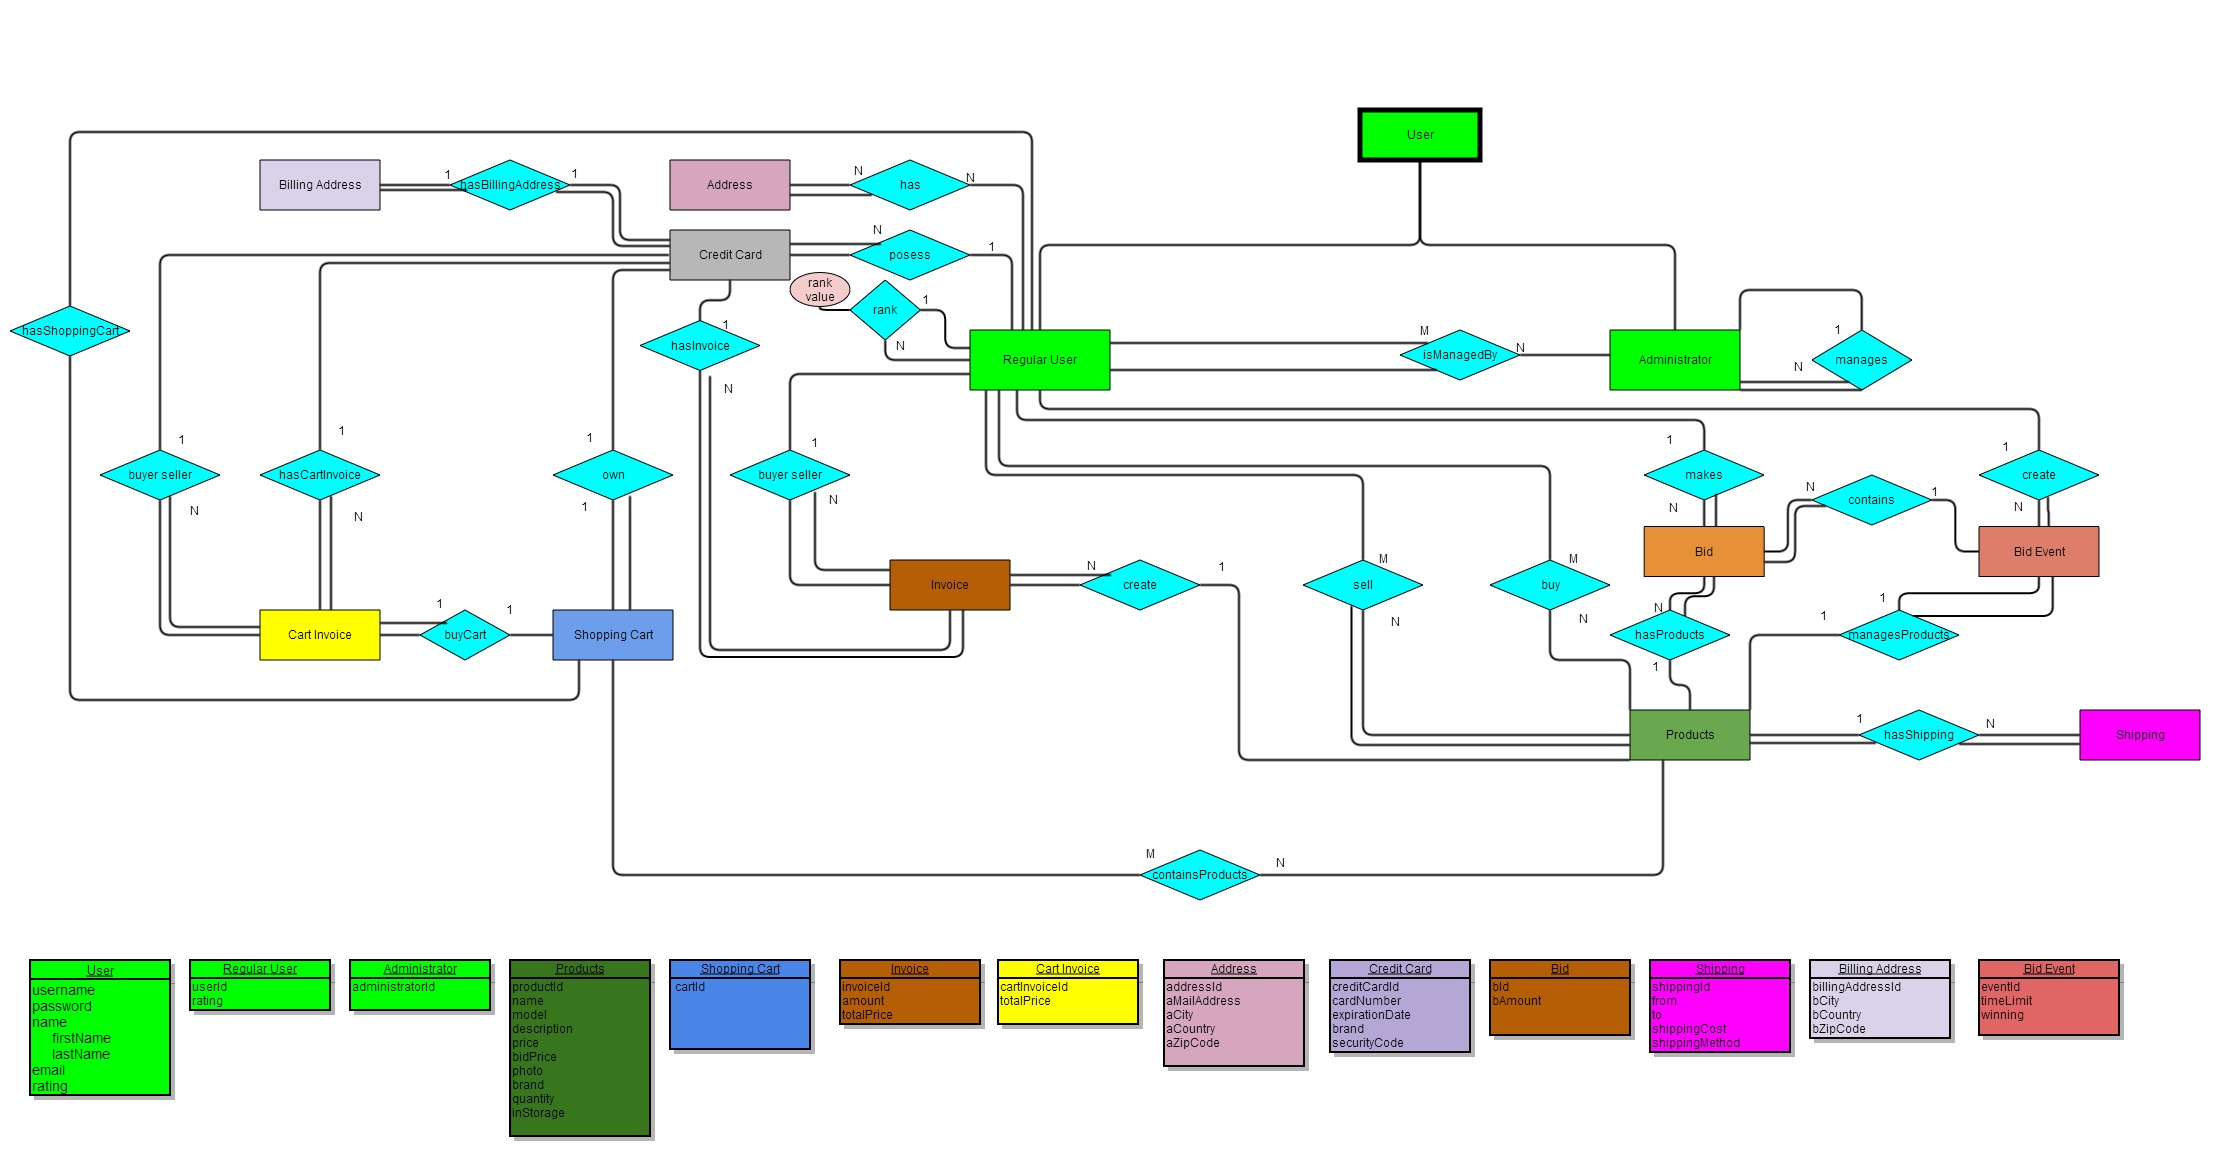 User
Billing Address
1
hasBillingAddress
1
Address
N
has
N
Credit Card
N
posess
1
rank
value
rank
1
N
hasShoppingCart
hasInvoice
1
N
Regular User
M
isManagedBy
N
Administrator
1
manages
N
1
buyer seller
N
1
hasCartInvoice
N
1
own
1
1
buyer seller
N
1
makes
N
N
contains
1
1
create
N
Bid
Bid Event
Invoice
N
create
1
M
sell
N
M
buy
N
Cart Invoice
1
buyCart
1
Shopping Cart
N
hasProducts
1
1
1
managesProducts
Products
1
hasShipping
N
Shipping
M
containsProducts
N
User
username
password
name
firstName
lastName
email
rating
Regular User
userId
rating
Administrator
administratorId
Products
productId
name
model
description
price
bidPrice
photo
brand
quantity
inStorage
Shopping Cart
cartId
Invoice
invoiceId
amount
totalPrice
Cart Invoice
cartInvoiceId
totalPrice
Address
addressId
aMailAddress
aCity
aCountry
aZipCode
Credit Card
creditCardId
cardNumber
expirationDate
brand
securityCode
Bid
bId
bAmount
Shipping
shippingId
from
to
shippingCost
shippingMethod
Billing Address
billingAddressId
bCity
bCountry
bZipCode
Bid Event
eventId
timeLimit
winning